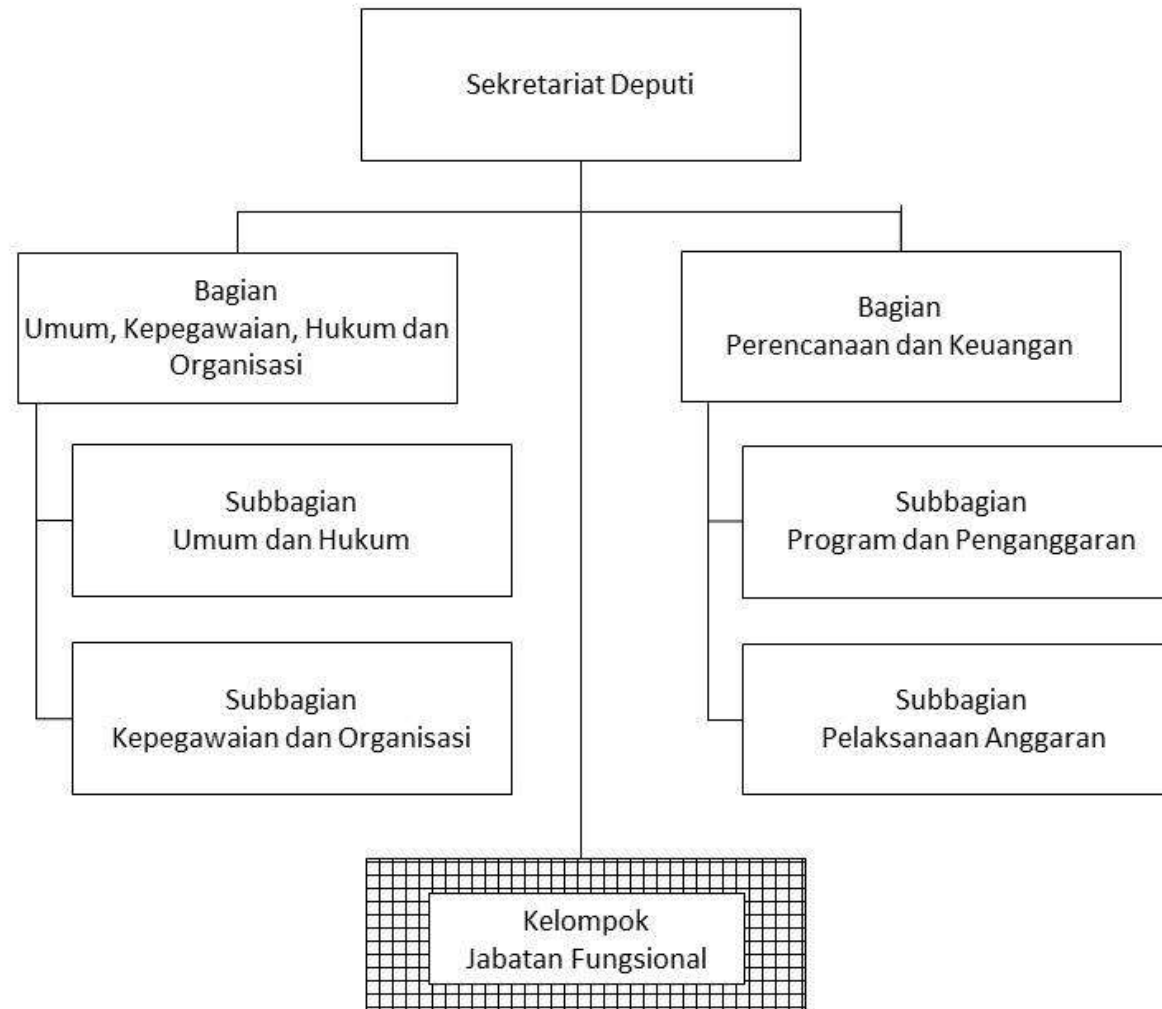 Sekretariat Deputi
Bagian
Umum, Kepegawaian, Hukum dan
Organisasi
Subbagian
Umum dan Hukum
Subbagian
Kepegawaian dan Organisasi
Bagian
Perencanaan dan Keuangan
Subbagian
Program dan Penganggaran
Subbagian
Pelaksanaan Anggaran
Kelompok
Jabatan Fungsional